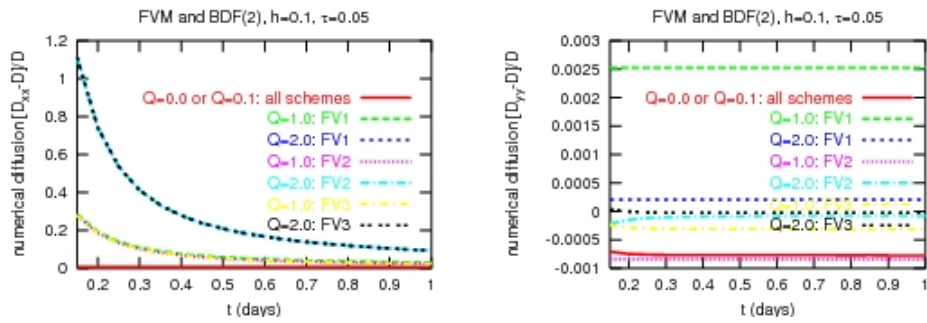 FVM and BDF(2), h=0.1, τ=0.05
numerical diffusion [Dxx-D]/D
1.2
1
0.8
0.6
0.4
0.2
0
Q=0.0 or Q=0.1: all schemes
Q=1.0: FV1
Q=2.0: FV1
Q=1.0: FV2
Q=2.0: FV2
Q=1.0: FV3
Q=2.0: FV3
0.2 0.3 0.4 0.5 0.6 0.7 0.8 0.9 1
t (days)
FVM and BDF(2), h=0.1, τ=0.05
numerical diffusion [Dyy-D]/D
0.003
0.0025
0.002
0.0015
0.001
0.0005
0
-0.0005
-0.001
Q=0.0 or Q=0.1: all schemes
Q=1.0: FV1
Q=2.0: FV1
Q=1.0: FV2
Q=2.0: FV2
Q=1.0: FV3
Q=2.0: FV3
0.2 0.3 0.4 0.5 0.6 0.7 0.8 0.9 1
t (days)